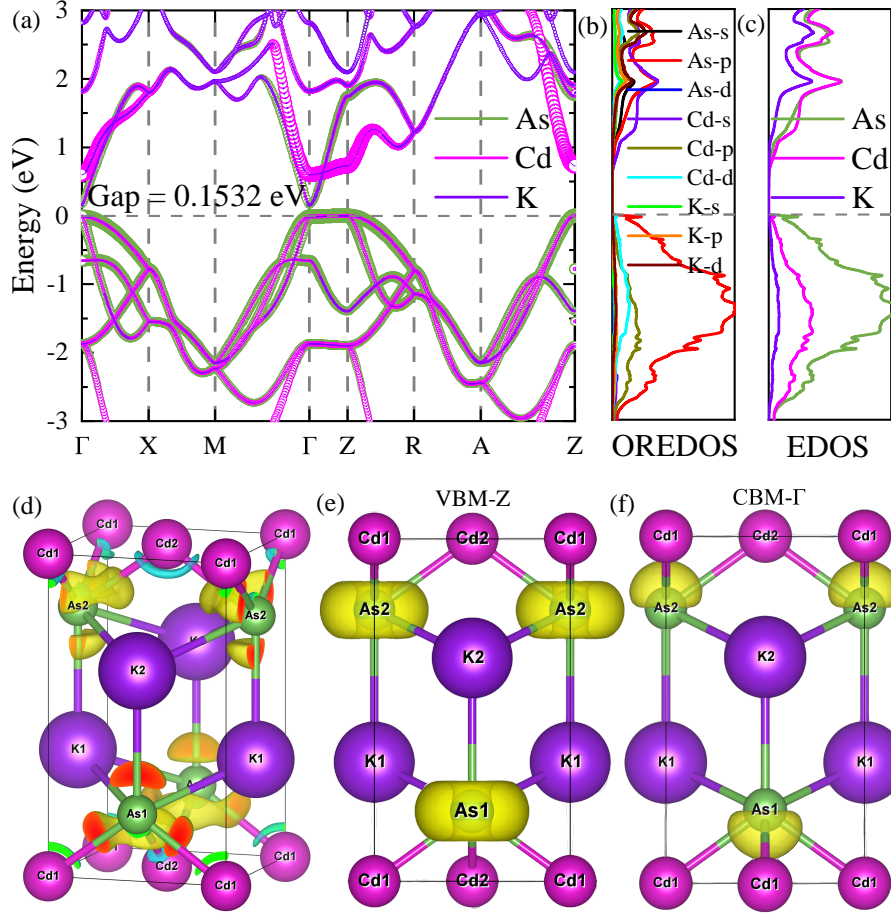 (a)
Energy (eV)
3
2
1
0
-1
-2
-3
Gap = 0.1532 eV
As
Cd
K
Γ X M Γ Z R A Z
(b)
As-s
As-p
As-d
Cd-s
Cd-p
Cd-d
K-s
K-p
K-d
OREDOS
(c)
As
Cd
K
EDOS
(d)
Cd1
Cd1
Cd1
Cd2
Cd1
As2
As2
K2
K1
K1
As1
Cd1
Cd1
Cd2
Cd1
(e)
VBM-Z
Cd1 Cd2 Cd1
As2 As2
K2
K1 K1
As1
Cd1 Cd2 Cd1
(f)
CBM-Γ
Cd1 Cd2 Cd1
As2 As2
K2
K1 K1
As1
Cd1 Cd1 Cd1